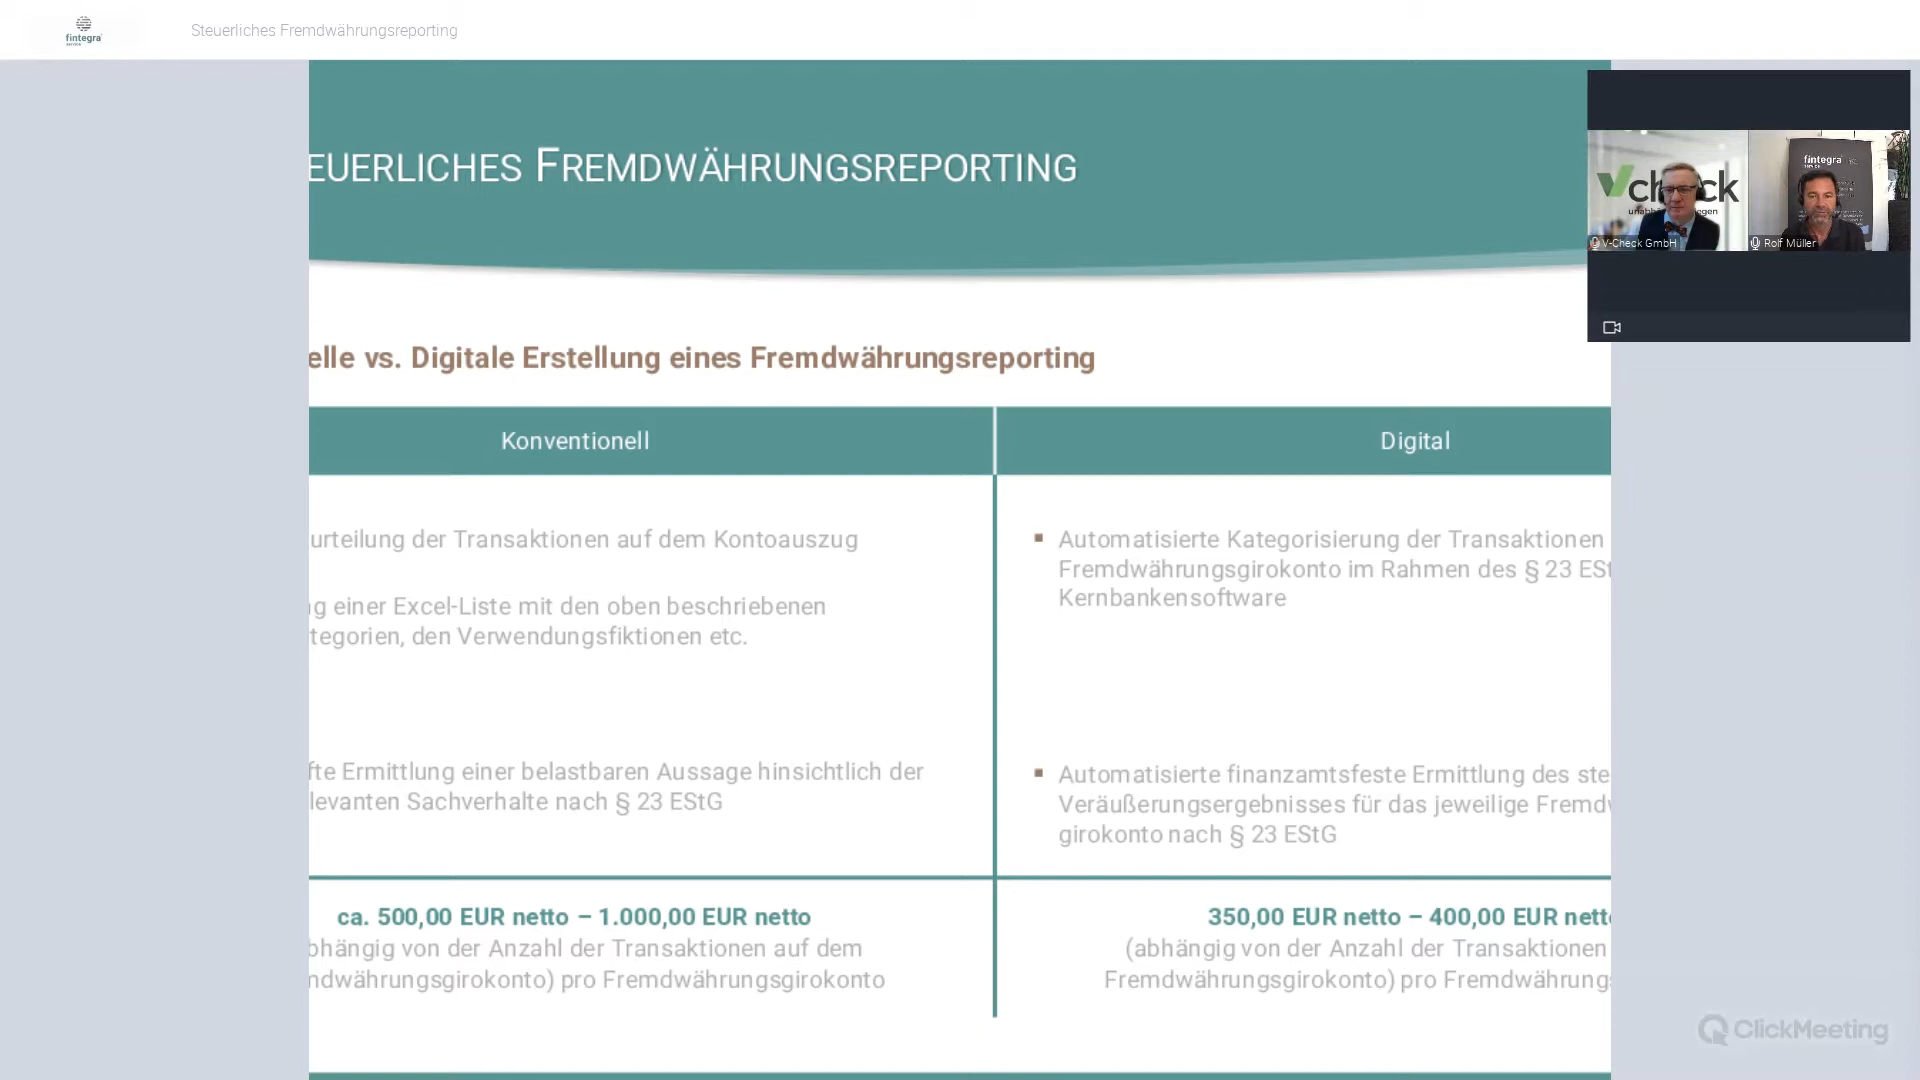 fintegra
service
Steuerliches Fremdwährungsreporting
EUERLICHES FREMDWÄHRUNGSREPORTING
elle vs. Digitale Erstellung eines Fremdwährungsreporting
Konventionell
Digital
urteilung der Transaktionen auf dem Kontoauszug
g einer Excel-Liste mit den oben beschriebenen
tegorien, den Verwendungsfiktionen etc.
fte Ermittlung einer belastbaren Aussage hinsichtlich der
levanten Sachverhalte nach § 23 EStG
ca. 500,00 EUR netto – 1.000,00 EUR netto
bhängig von der Anzahl der Transaktionen auf dem
ndwährungsgirokonto) pro Fremdwährungsgirokonto
▪ Automatisierte Kategorisierung der Transaktionen
Fremdwährungsgirokonto im Rahmen des § 23 ESt
Kernbankensoftware
▪ Automatisierte finanzamtsfeste Ermittlung des ste
Veräußerungsergebnisses für das jeweilige Fremdw
girokonto nach § 23 EStG
350,00 EUR netto – 400,00 EUR netto
(abhängig von der Anzahl der Transaktionen
Fremdwährungsgirokonto) pro Fremdwährungs
fintegra
V-Check GmbH
Rolf Müller
ClickMeeting